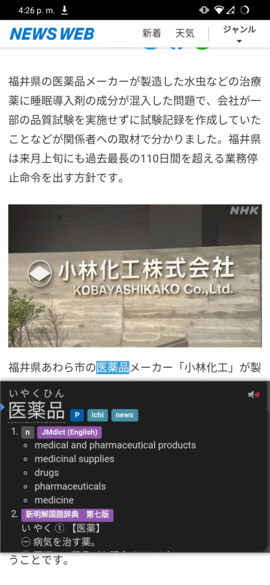 4:26 p. m.
NEWS WEB
新着
天気
ジャンル
福井県の医薬品メーカーが製造した水虫などの治療
薬に睡眠導入剤の成分が混入した問題で、会社が一
部の品質試験を実施せずに試験記録を作成していた
ことなどが関係者への取材で分かりました。福井県
は来月上旬にも過去最長の110日間を超える業務停
止命令を出す方針です。
NHK
小林化工株式会社
KOBAYASHIKAKO Co.,Ltd.
福井県あわら市の医薬品メーカー「小林化工」が製
いやくひん
医薬品 P ichi news
1. n JMdict (English)
medical and pharmaceutical products
medicinal supplies
drugs
pharmaceuticals
medicine
2. 新明解国語辞典 第七版
いやく ① 【医薬】
㊀ 病気を治す薬。
うことです。